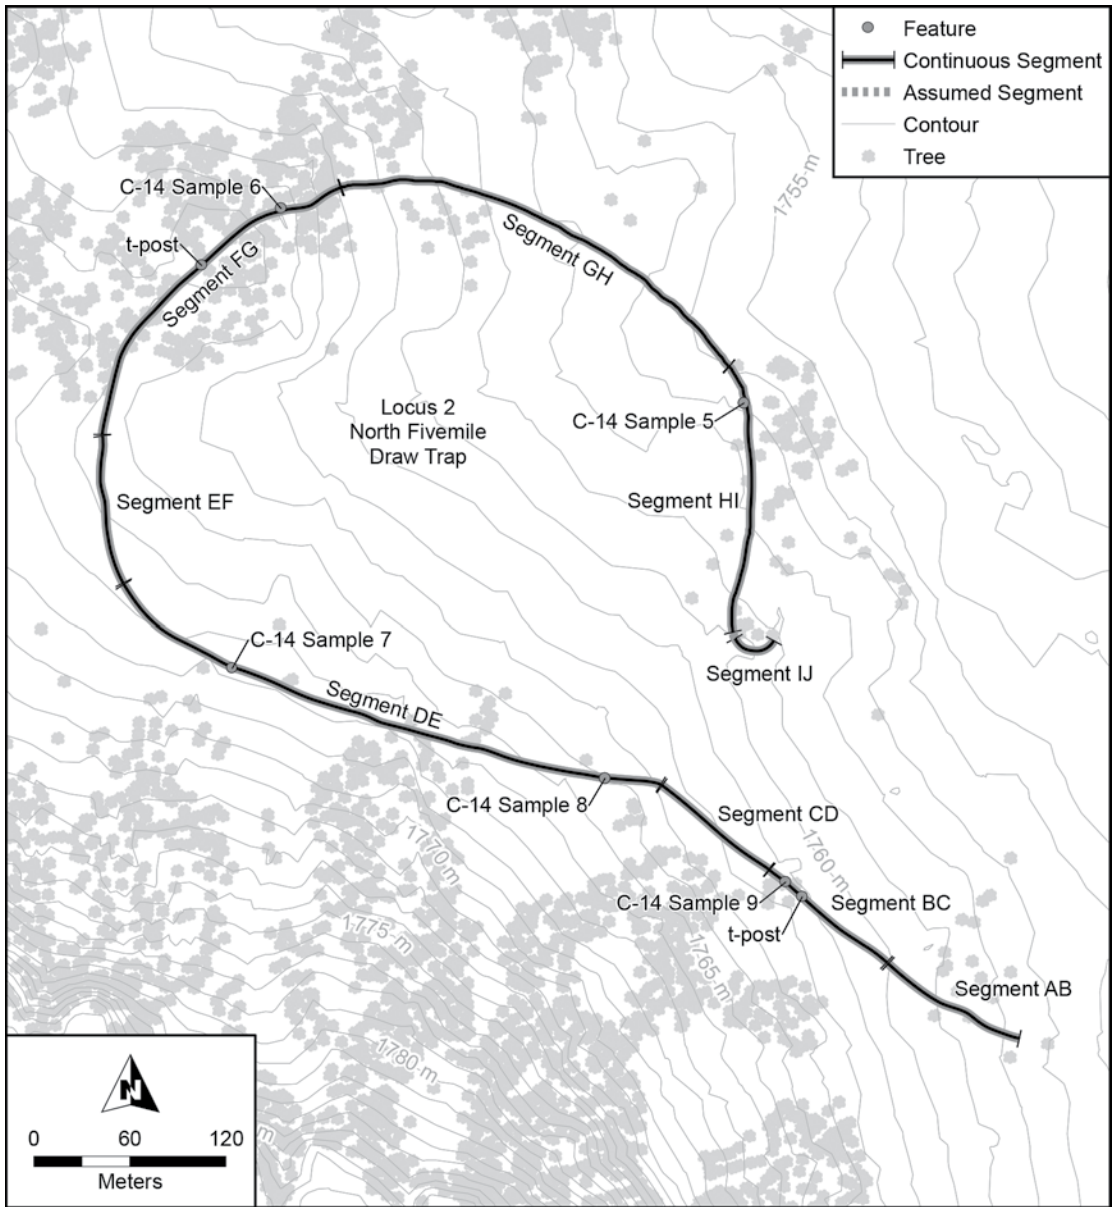 Feature
Continuous Segment
Assumed Segment
Contour
Tree
1755-m
C-14 Sample 6
t-post
Segment FG
Segment GH
Locus 2
North Fivemile
Draw Trap
C-14 Sample 5
Segment HI
Segment EF
C-14 Sample 7
Segment IJ
Segment DE
C-14 Sample 8
Segment CD
1770-m
1760-m
C-14 Sample 9
Segment BC
t-post
1775-m
1765-m
Segment AB
1780-m
N
0 60 120
Meters
m